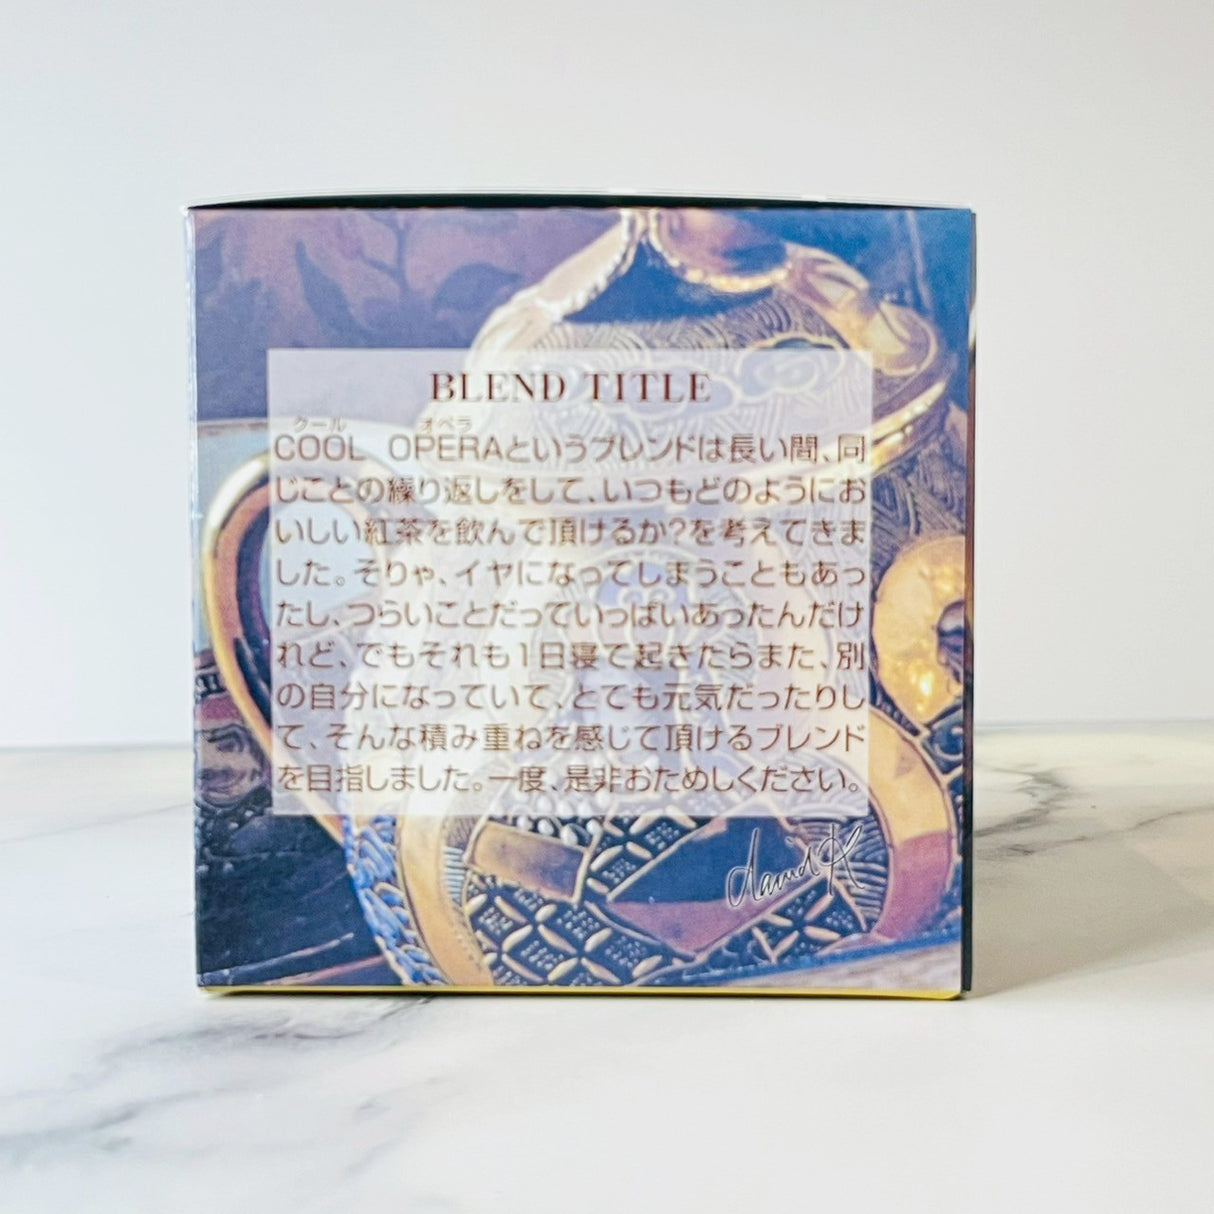 BLEND TITLE
クール オペラ
COOL OPERAというブレンドは長い間、同
じことの繰り返しをして、いつもどのようにお
いしい紅茶を飲んで頂けるか?を考えてきま
した。そりゃ、イヤになってしまうこともあっ
たし、つらいことだっていっぱいあったんだけ
れど、でもそれも1日寝て起きたらまた、別
の自分になっていて、とても元気だったりし
て、そんな積み重ねを感じて頂けるブレンド
を目指しました。一度、是非おためしください。
david K